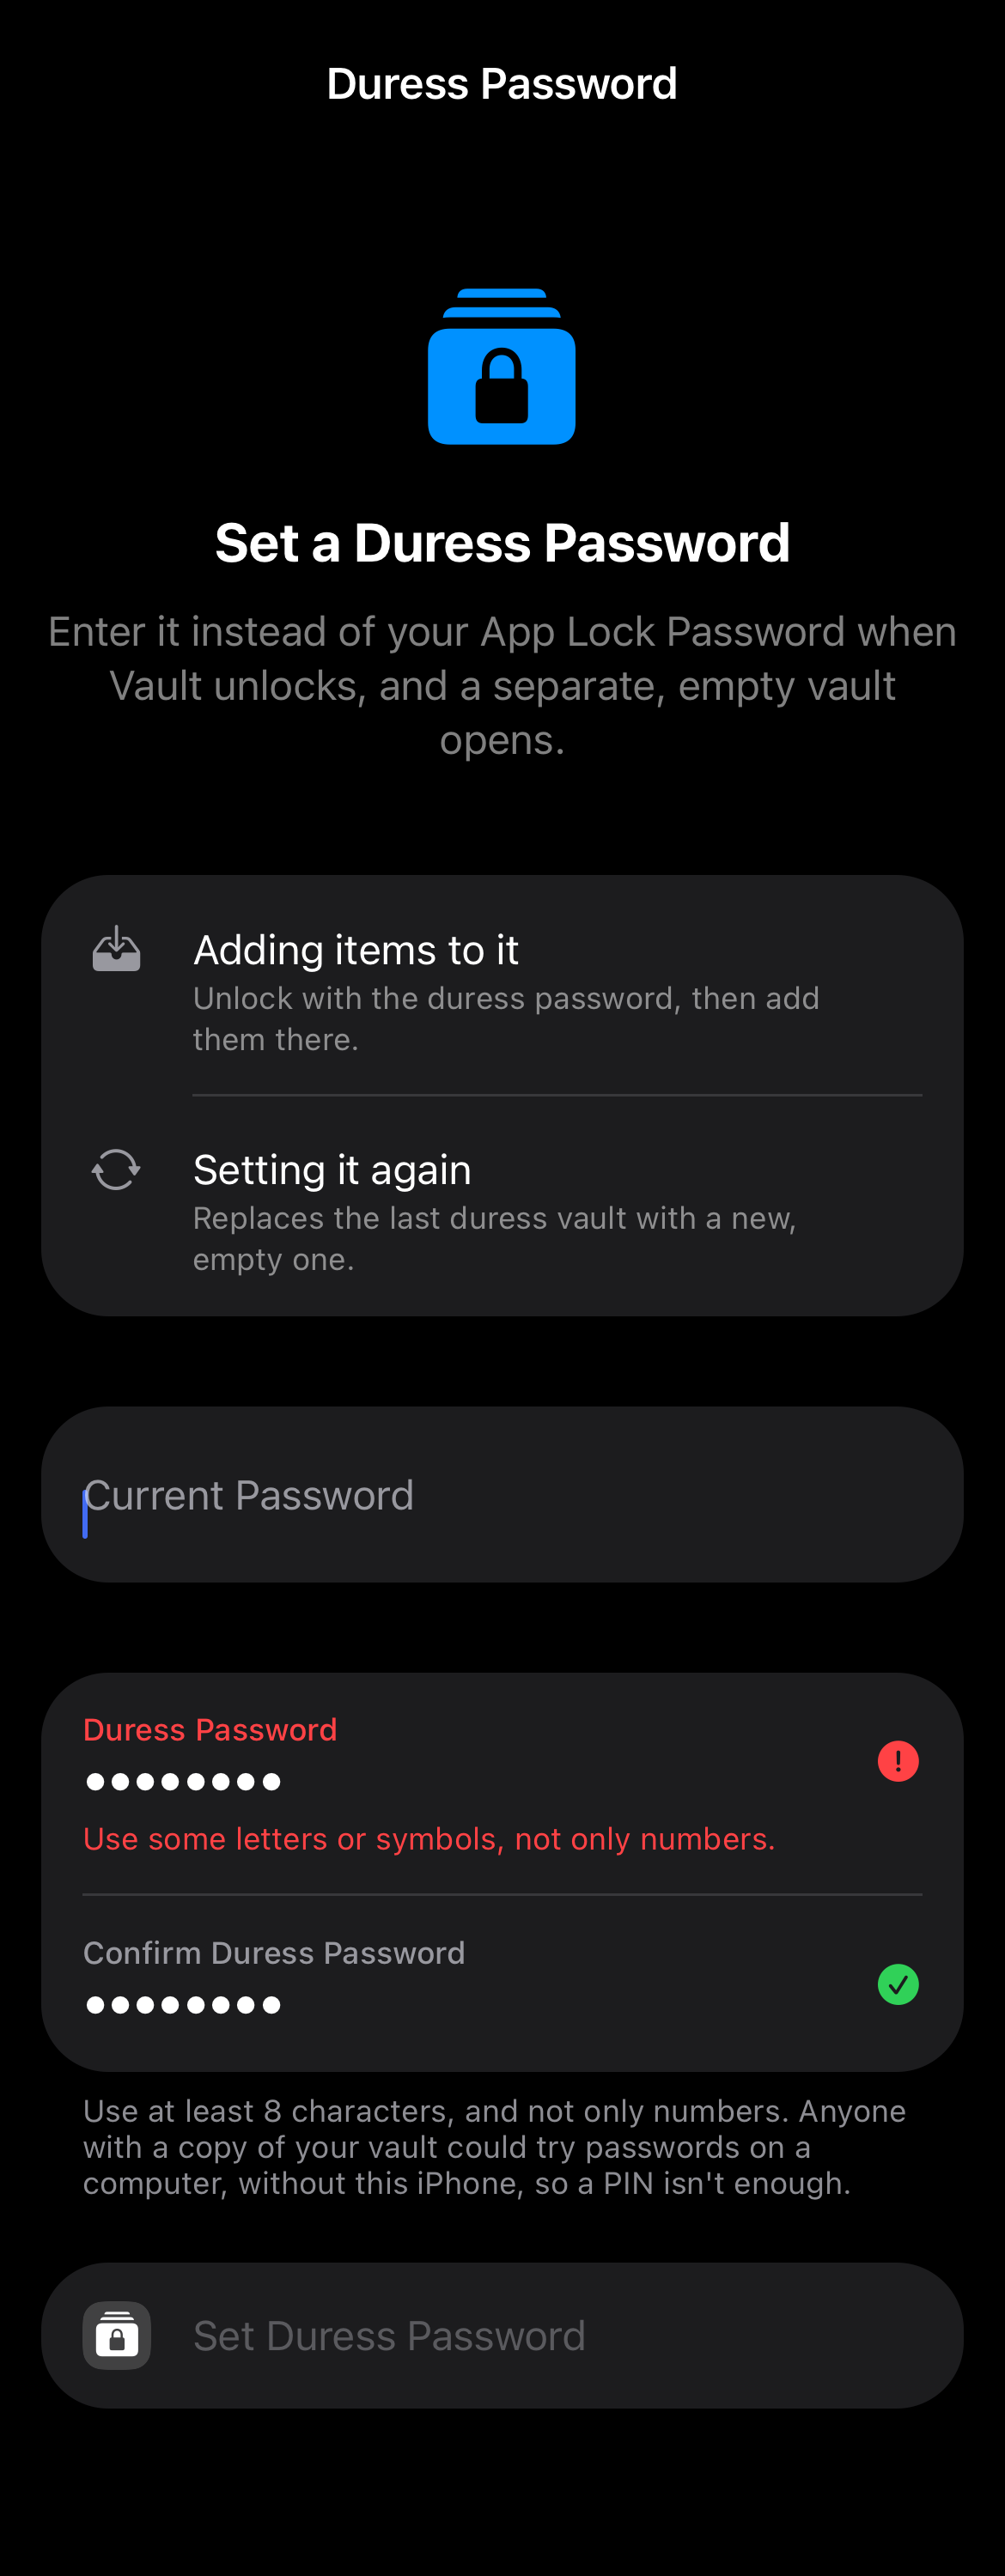 Duress Password
Set a Duress Password
Enter it instead of your App Lock Password when
Vault unlocks, and a separate, empty vault
opens.
Adding items to it
Unlock with the duress password, then add
them there.
Setting it again
Replaces the last duress vault with a new,
empty one.
Current Password
Duress Password
••••••••
Use some letters or symbols, not only numbers.
Confirm Duress Password
••••••••
Use at least 8 characters, and not only numbers. Anyone
with a copy of your vault could try passwords on a
computer, without this iPhone, so a PIN isn't enough.
Set Duress Password